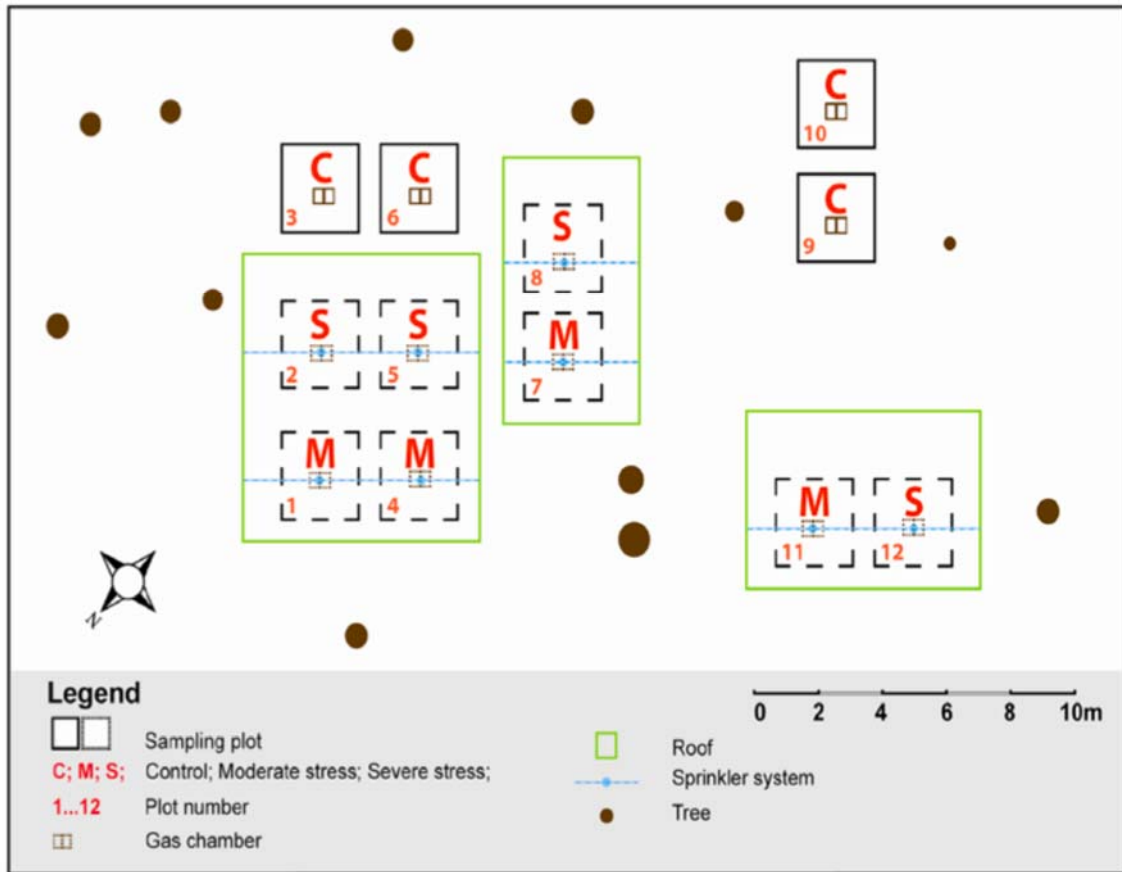 C
10
C
3
C
6
C
9
S
8
S
2
S
5
M
7
M
1
M
4
M
11
S
12
N
Legend
Sampling plot
C; M; S; Control; Moderate stress; Severe stress;
1...12 Plot number
Gas chamber
0 2 4 6 8 10m
Roof
Sprinkler system
Tree